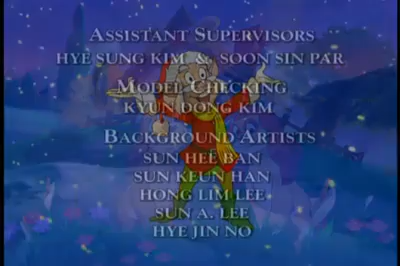 ASSISTANT SUPERVISORS
HYE SUNG KIM & SOON SIN PAR
MODEL CHECKING
KYUN DONG KIM
BACKGROUND ARTISTS
SUN HEE BAN
SUN KEUN HAN
HONG LIM LEE
SUN A. LEE
HYE JIN NO